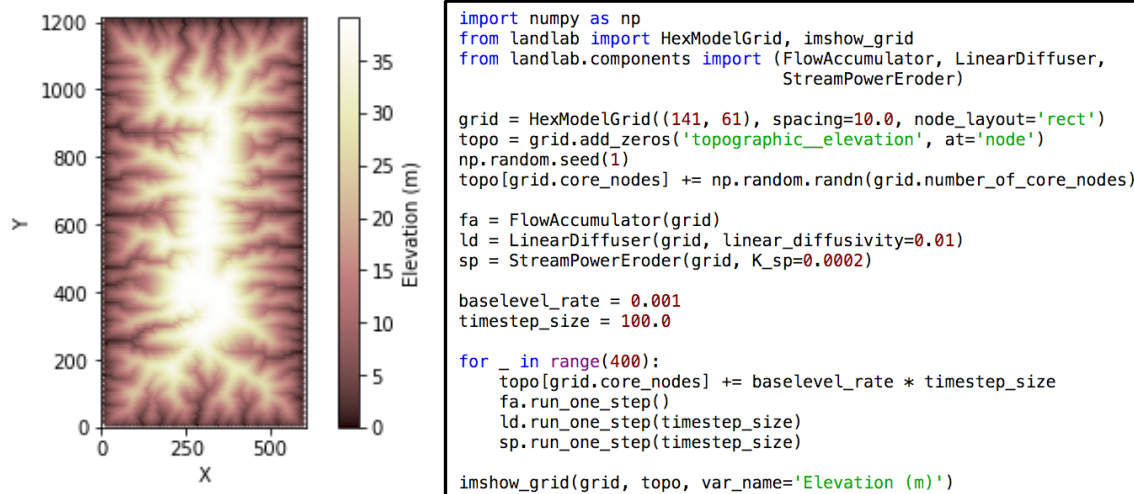 1200
1000
800
600
400
200
0
0
250
500
X
Y
35
30
25
20
15
10
5
0
Elevation (m)
import numpy as np
from landlab import HexModelGrid, imshow_grid
from landlab.components import (FlowAccumulator, LinearDiffuser,
                                StreamPowerEroder)
grid = HexModelGrid((141, 61), spacing=10.0, node_layout='rect')
topo = grid.add_zeros('topographic__elevation', at='node')
np.random.seed(1)
topo[grid.core_nodes] += np.random.randn(grid.number_of_core_nodes)
fa = FlowAccumulator(grid)
ld = LinearDiffuser(grid, linear_diffusivity=0.01)
sp = StreamPowerEroder(grid, K_sp=0.0002)
baselevel_rate = 0.001
timestep_size = 100.0
for _ in range(400):
    topo[grid.core_nodes] += baselevel_rate * timestep_size
    fa.run_one_step()
    ld.run_one_step(timestep_size)
    sp.run_one_step(timestep_size)
imshow_grid(grid, topo, var_name='Elevation (m)')